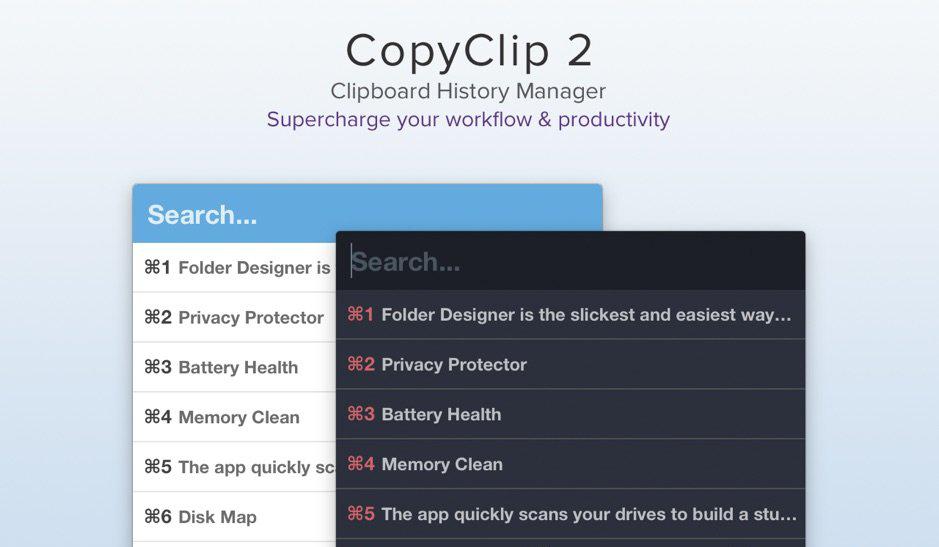 CopyClip 2
Clipboard History Manager
Supercharge your workflow & productivity
Search...
⌘1 Folder Designer is
⌘2 Privacy Protector
⌘3 Battery Health
⌘4 Memory Clean
⌘5 The app quickly sc
⌘6 Disk Map
Search...
⌘1 Folder Designer is the slickest and easiest way...
⌘2 Privacy Protector
⌘3 Battery Health
⌘4 Memory Clean
⌘5 The app quickly scans your drives to build a stu...